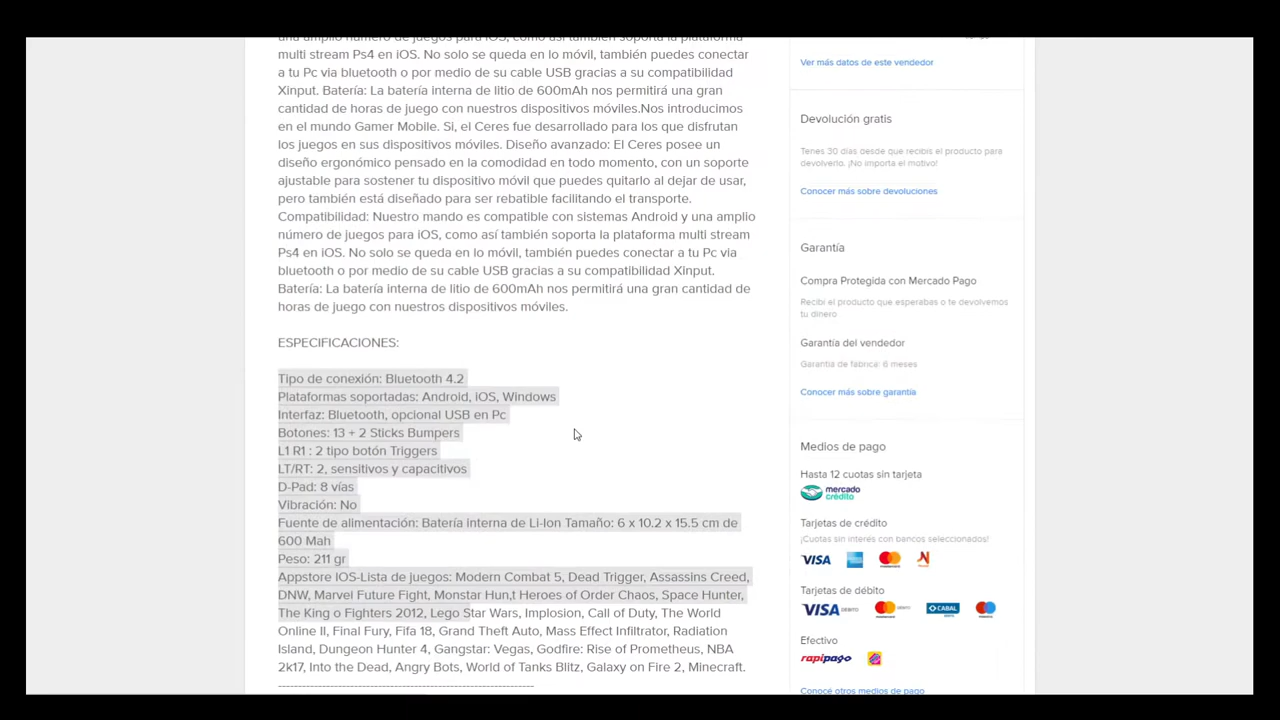 una amplio número de juegos para iOS, como así también soporta la plataforma
multi stream Ps4 en iOS. No solo se queda en lo móvil, también puedes conectar
a tu Pc via bluetooth o por medio de su cable USB gracias a su compatibilidad
Xinput. Batería: La batería interna de litio de 600mAh nos permitirá una gran
cantidad de horas de juego con nuestros dispositivos móviles.Nos introducimos
en el mundo Gamer Mobile. Si, el Ceres fue desarrollado para los que disfrutan
los juegos en sus dispositivos móviles. Diseño avanzado: El Ceres posee un
diseño ergonómico pensado en la comodidad en todo momento, con un soporte
ajustable para sostener tu dispositivo móvil que puedes quitarlo al dejar de usar,
pero también está diseñado para ser rebatible facilitando el transporte.
Compatibilidad: Nuestro mando es compatible con sistemas Android y una amplio
número de juegos para iOS, como así también soporta la plataforma multi stream
Ps4 en iOS. No solo se queda en lo móvil, también puedes conectar a tu Pc via
bluetooth o por medio de su cable USB gracias a su compatibilidad Xinput.
Batería: La batería interna de litio de 600mAh nos permitirá una gran cantidad de
horas de juego con nuestros dispositivos móviles.
ESPECIFICACIONES:
Tipo de conexión: Bluetooth 4.2
Plataformas soportadas: Android, iOS, Windows
Interfaz: Bluetooth, opcional USB en Pc
Botones: 13 + 2 Sticks Bumpers
L1 R1 : 2 tipo botón Triggers
LT/RT: 2, sensitivos y capacitivos
D-Pad: 8 vías
Vibración: No
Fuente de alimentación: Batería interna de Li-Ion Tamaño: 6 x 10.2 x 15.5 cm de
600 Mah
Peso: 211 gr
Appstore iOS-Lista de juegos: Modern Combat 5, Dead Trigger, Assassins Creed,
DNW, Marvel Future Fight, Monstar Hun,t Heroes of Order Chaos, Space Hunter,
The King o Fighters 2012, Lego Star Wars, Implosion, Call of Duty, The World
Online II, Final Fury, Fifa 18, Grand Theft Auto, Mass Effect Infiltrator, Radiation
Island, Dungeon Hunter 4, Gangstar: Vegas, Godfire: Rise of Prometheus, NBA
2k17, Into the Dead, Angry Bots, World of Tanks Blitz, Galaxy on Fire 2, Minecraft.
----------------------------------------------------------------
Ver más datos de este vendedor
Devolución gratis
Tenés 30 días desde que recibís el producto para
devolverlo. ¡No importa el motivo!
Conocer más sobre devoluciones
Garantía
Compra Protegida con Mercado Pago
Recibí el producto que esperabas o te devolvemos
tu dinero
Garantía del vendedor
Garantía de fábrica: 6 meses
Conocer más sobre garantía
Medios de pago
Hasta 12 cuotas sin tarjeta
mercado
crédito
Tarjetas de crédito
¡Cuotas sin interés con bancos seleccionados!
VISA
Tarjetas de débito
VISA DÉBITO
CABAL
Efectivo
rapipago
Conocé otros medios de pago